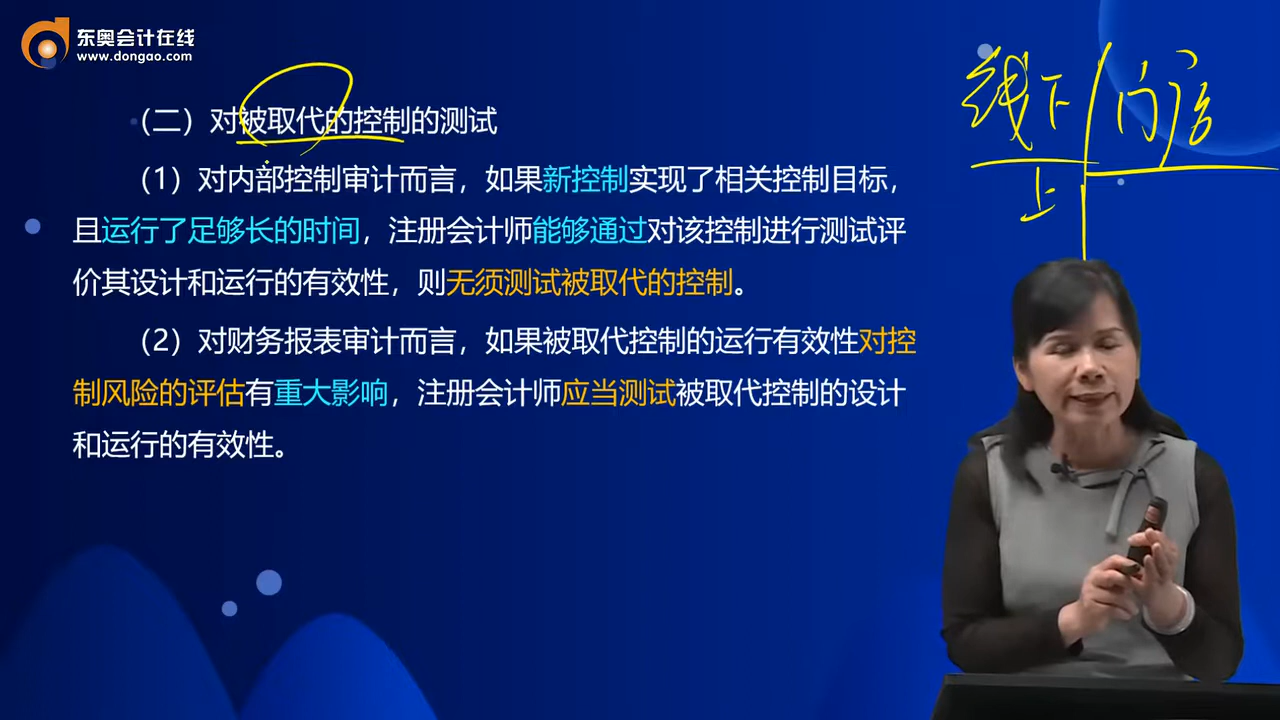 东奥会计在线
www.dongao.com
线下
上
（二）对被取代的控制的测试
（1）对内部控制审计而言，如果新控制实现了相关控制目标，
且运行了足够长的时间，注册会计师能够通过对该控制进行测试评
价其设计和运行的有效性，则无须测试被取代的控制。
（2）对财务报表审计而言，如果被取代控制的运行有效性对控
制风险的评估有重大影响，注册会计师应当测试被取代控制的设计
和运行的有效性。